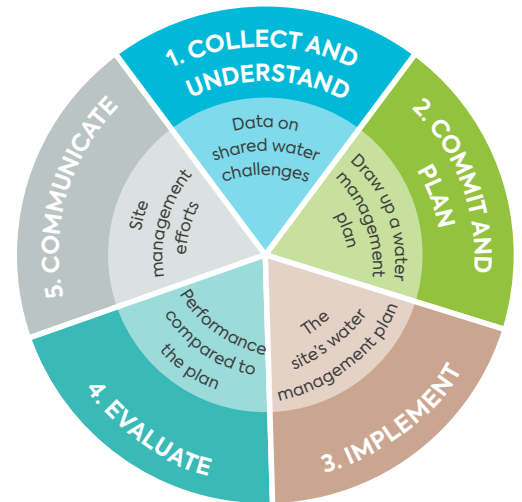 1. COLLECT AND
UNDERSTAND
Data on
shared water
challenges
2. COMMIT AND
PLAN
Draw up a water
management
plan
3. IMPLEMENT
The
site's water
management plan
4. EVALUATE
Performance
compared to
the plan
5. COMMUNICATE
Site
management
efforts